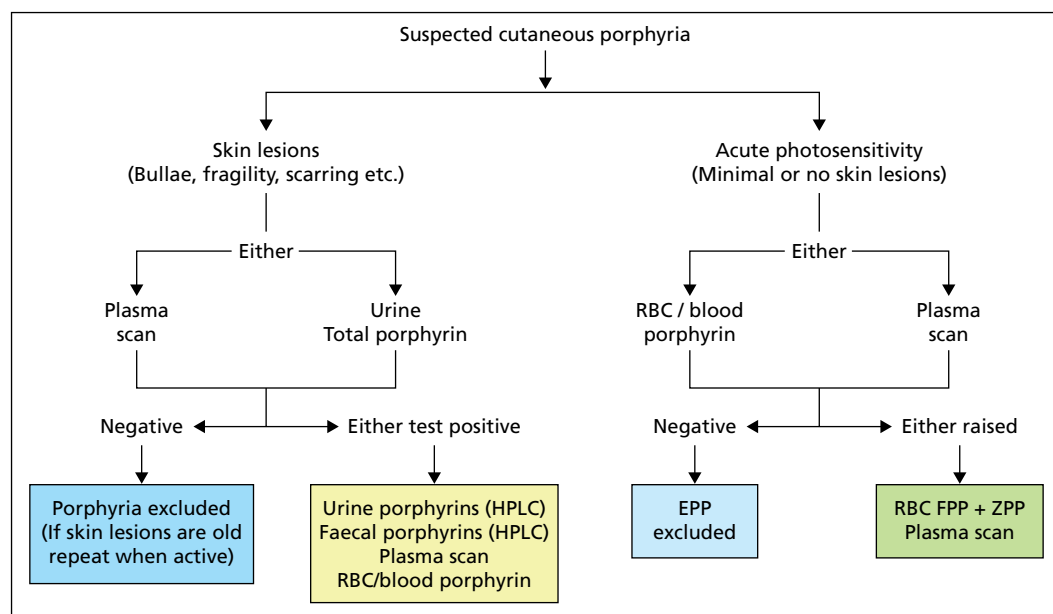 Suspected cutaneous porphyria
Skin lesions
(Bullae, fragility, scarring etc.)
Acute photosensitivity
(Minimal or no skin lesions)
Either
Either
Plasma
scan
Urine
Total porphyrin
RBC / blood
porphyrin
Plasma
scan
Negative
Either test positive
Negative
Either raised
Porphyria excluded
(If skin lesions are old
repeat when active)
Urine porphyrins (HPLC)
Faecal porphyrins (HPLC)
Plasma scan
RBC/blood porphyrin
EPP
excluded
RBC FPP + ZPP
Plasma scan